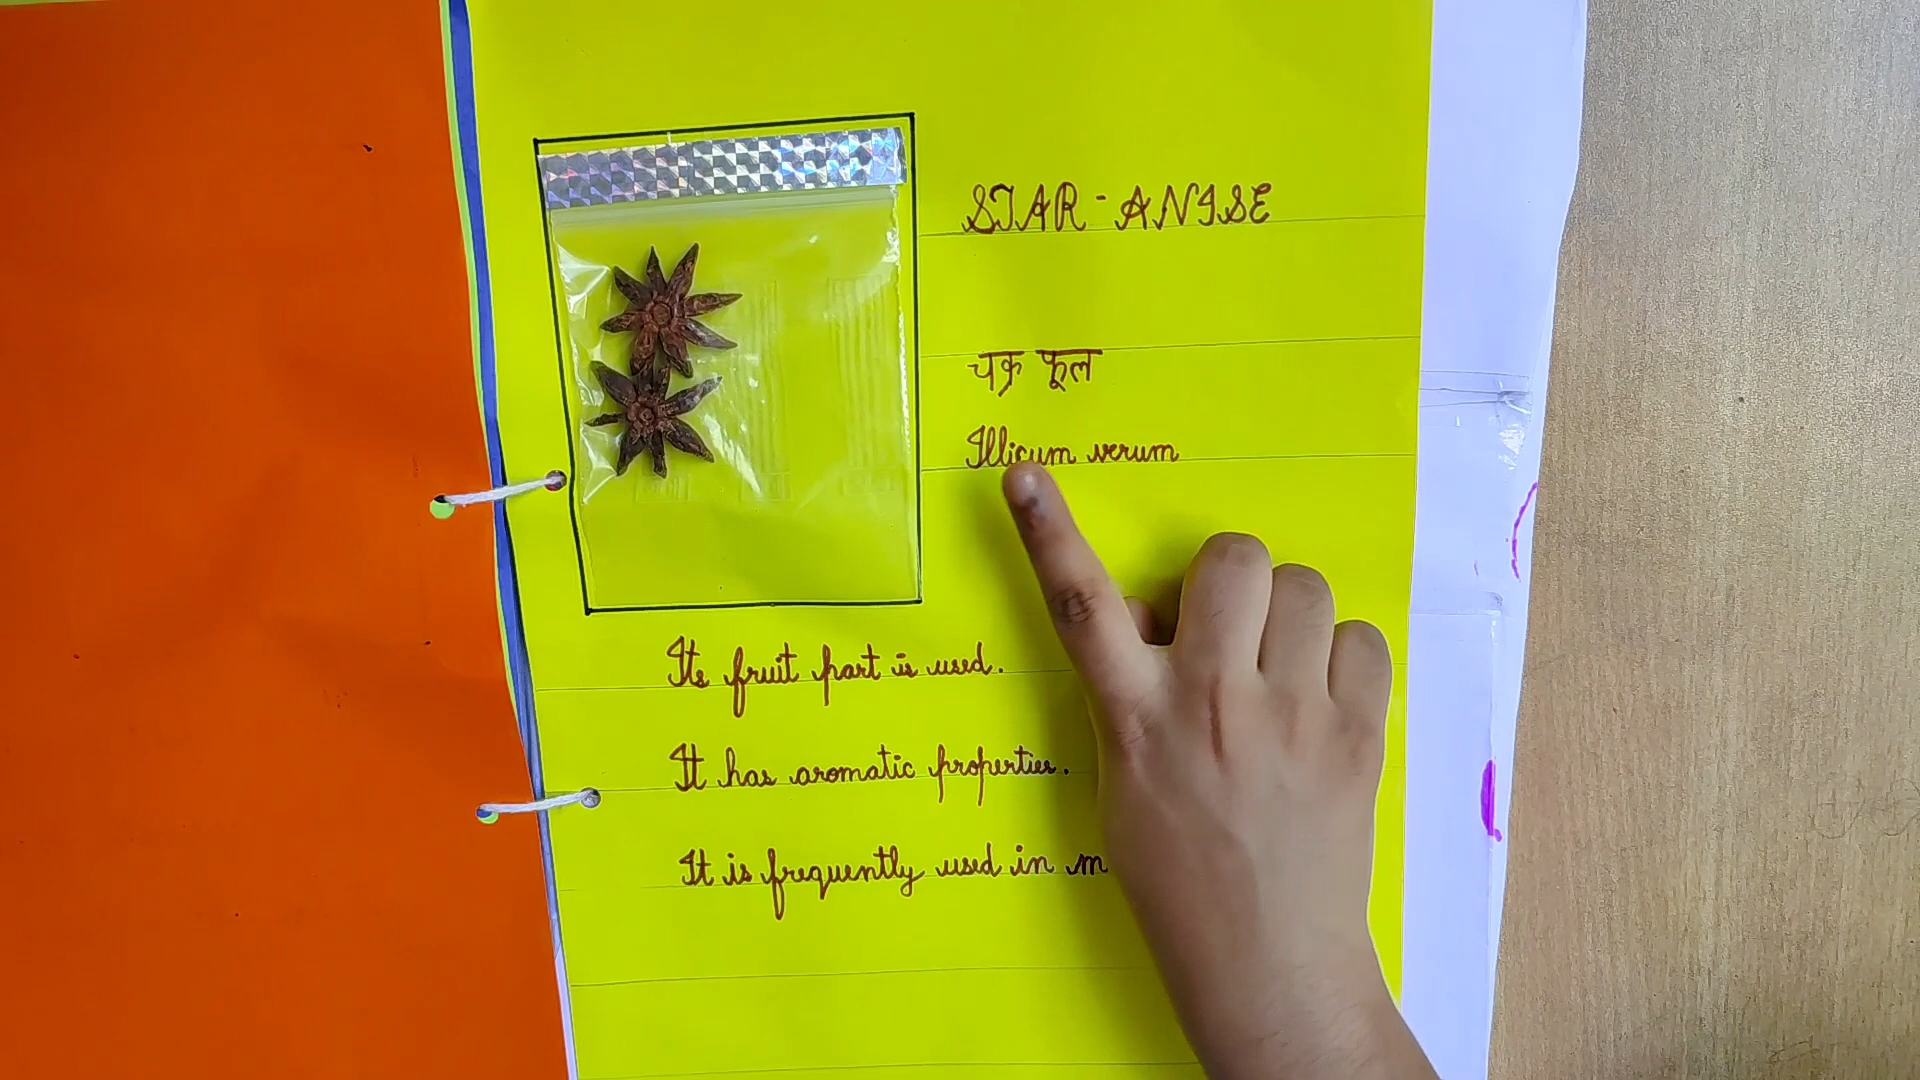 STAR-ANISE
चक्र फूल
Illicum verum
Its fruit part is used.
It has aromatic properties.
It is frequently used in